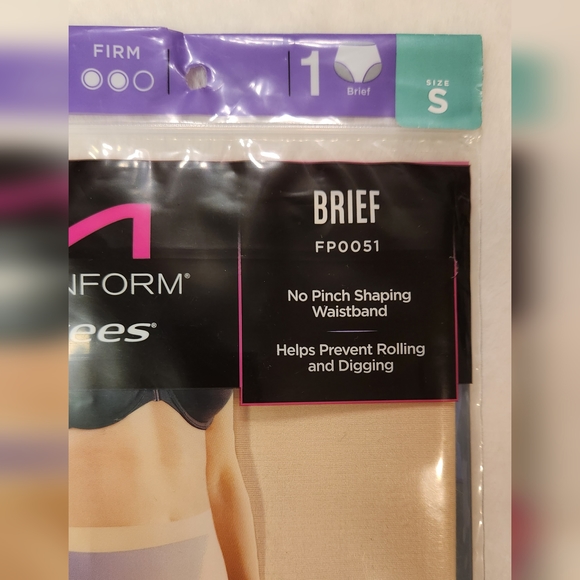 FIRM
1
Brief
SIZE
S
BRIEF
FP0051
NFORM®
ees®
No Pinch Shaping
Waistband
Helps Prevent Rolling
and Digging